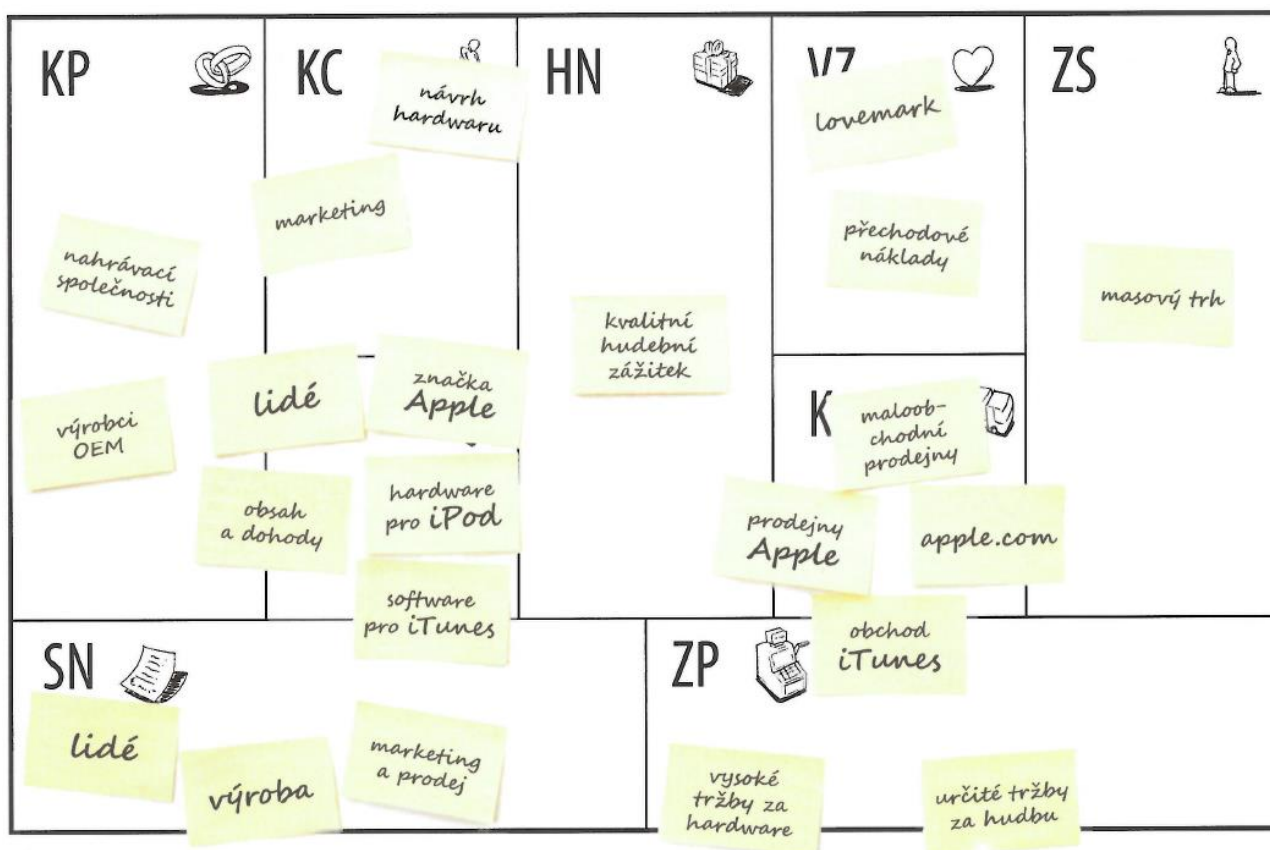 KP
nahrávací
společnosti
výrobci
OEM
KC
návrh
hardwaru
marketing
lidé
značka
Apple
obsah
a dohody
hardware
pro iPod
software
pro iTunes
HN
kvalitní
hudební
zážitek
VZ
lovemark
přechodové
náklady
K
maloob-
chodní
prodejny
prodejny
Apple
apple.com
obchod
iTunes
ZS
masový trh
SN
lidé
výroba
marketing
a prodej
ZP
vysoké
tržby za
hardware
určité tržby
za hudbu